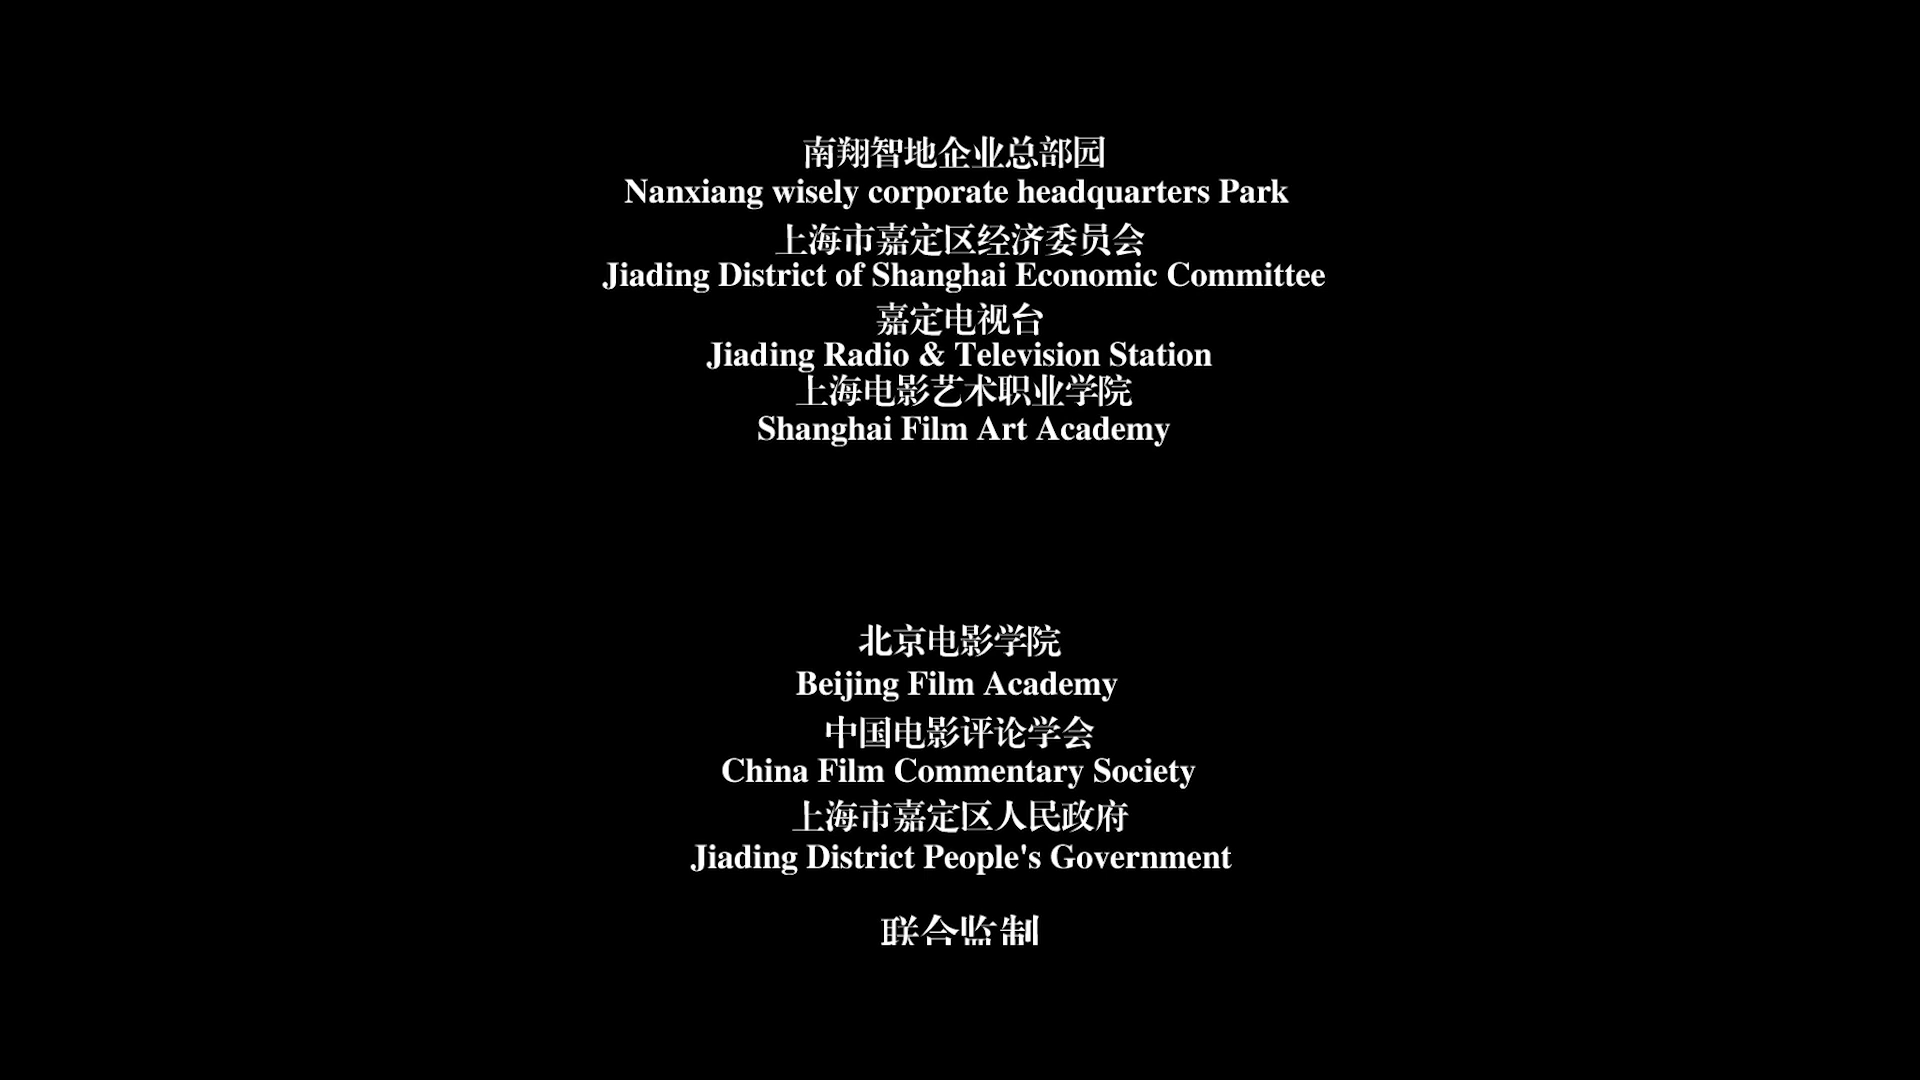 南翔智地企业总部园
Nanxiang wisely corporate headquarters Park
上海市嘉定区经济委员会
Jiading District of Shanghai Economic Committee
嘉定电视台
Jiading Radio & Television Station
上海电影艺术职业学院
Shanghai Film Art Academy
北京电影学院
Beijing Film Academy
中国电影评论学会
China Film Commentary Society
上海市嘉定区人民政府
Jiading District People's Government
联合监制